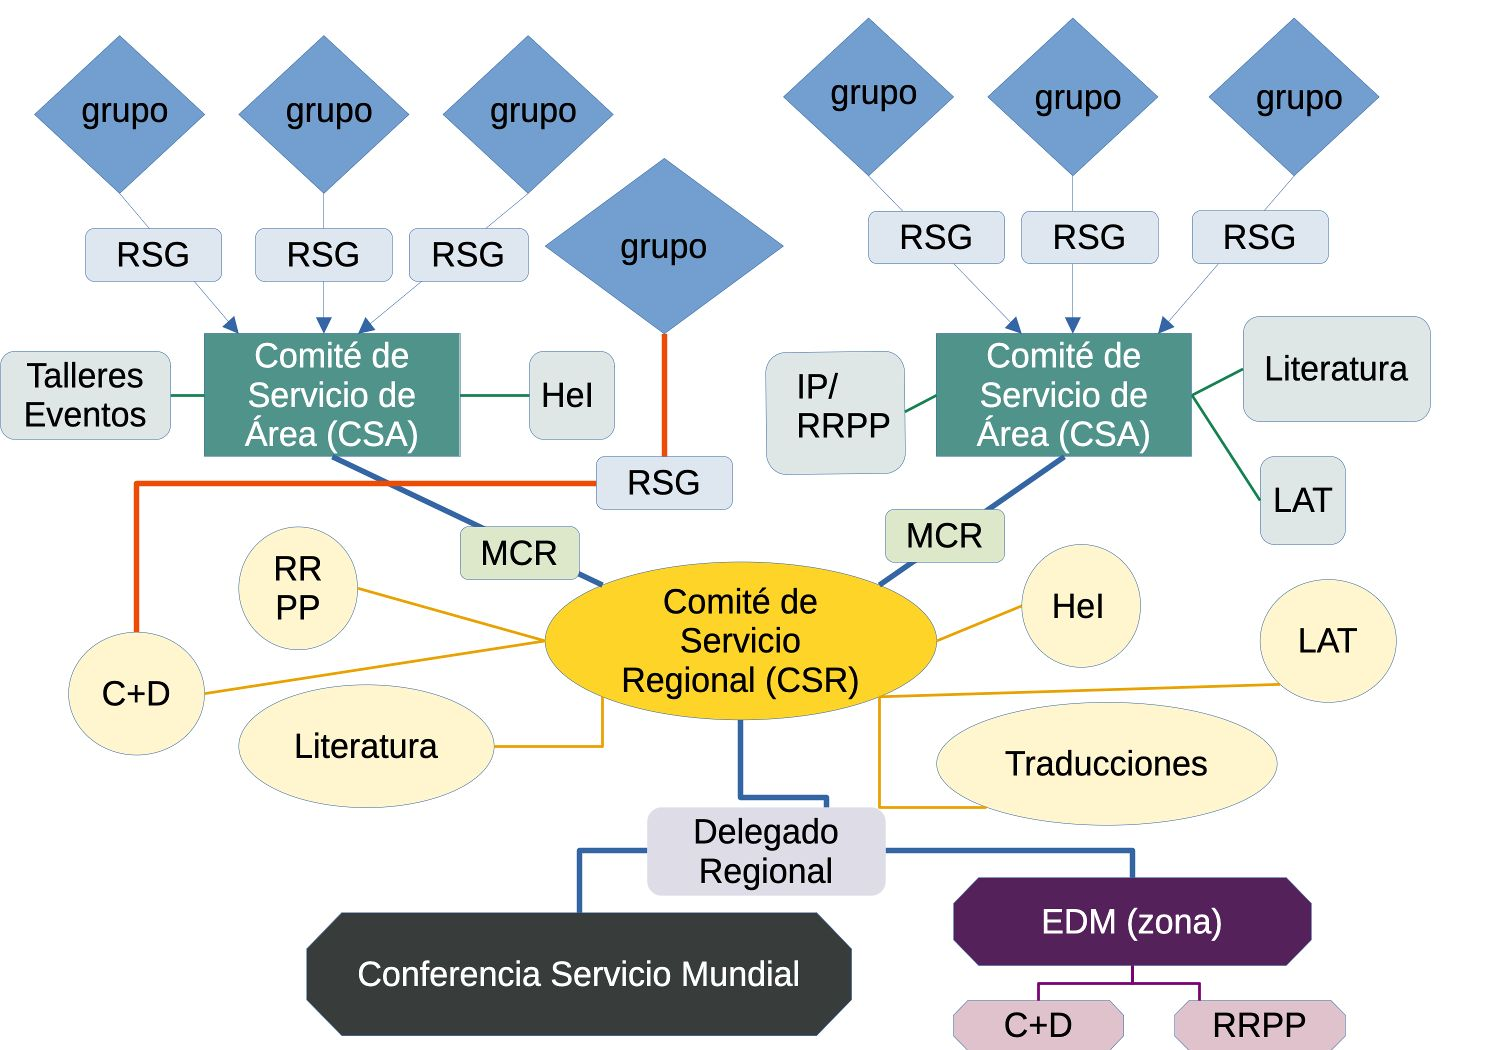 grupo
grupo
grupo
grupo
grupo
grupo
grupo
RSG
RSG
RSG
RSG
RSG
RSG
Talleres
Eventos
Comité de
Servicio de
Área (CSA)
HeI
IP/
RRPP
Comité de
Servicio de
Área (CSA)
Literatura
LAT
RSG
MCR
MCR
RR
PP
C+D
Literatura
Comité de
Servicio
Regional (CSR)
HeI
LAT
Traducciones
Delegado
Regional
Conferencia Servicio Mundial
EDM (zona)
C+D
RRPP